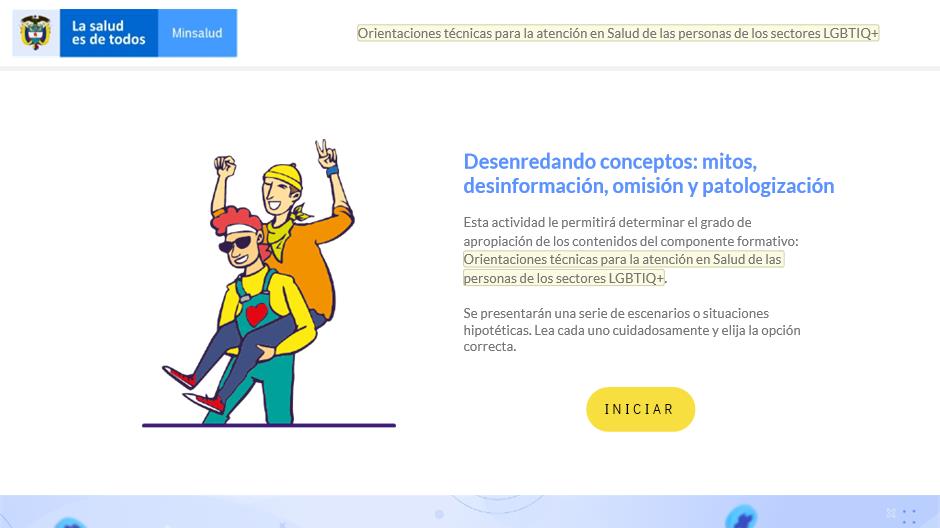 La salud
es de todos
Minsalud
Orientaciones técnicas para la atención en Salud de las personas de los sectores LGBTIQ+
Desenredando conceptos: mitos,
desinformación, omisión y patologización
Esta actividad le permitirá determinar el grado de
apropiación de los contenidos del componente formativo:
Orientaciones técnicas para la atención en Salud de las
personas de los sectores LGBTIQ+.
Se presentarán una serie de escenarios o situaciones
hipotéticas. Lea cada uno cuidadosamente y elija la opción
correcta.
INICIAR